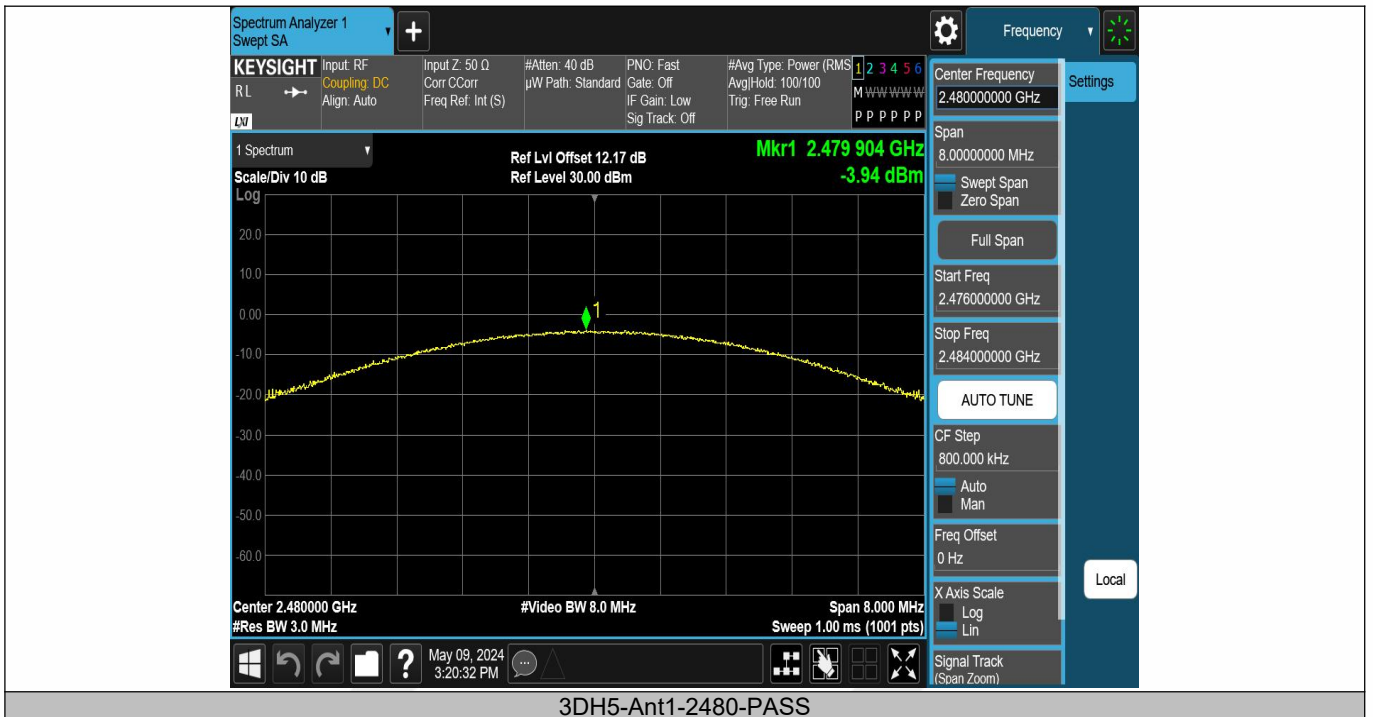 Spectrum Analyzer 1
Swept SA
+
Frequency
KEYSIGHT
RL
LXI
Input: RF
Coupling: DC
Align: Auto
Input Z: 50 Ω
Corr CCorr
Freq Ref: Int (S)
#Atten: 40 dB
µW Path: Standard
PNO: Fast
Gate: Off
IF Gain: Low
Sig Track: Off
#Avg Type: Power (RMS
Avg|Hold: 100/100
Trig: Free Run
1 2 3 4 5 6
M W W W W W
P P P P P P
Center Frequency
2.480000000 GHz
Settings
1 Spectrum
Scale/Div 10 dB
Ref Lvl Offset 12.17 dB
Ref Level 30.00 dBm
Mkr1 2.479 904 GHz
-3.94 dBm
Span
8.00000000 MHz
Swept Span
Zero Span
Full Span
Start Freq
2.476000000 GHz
Stop Freq
2.484000000 GHz
AUTO TUNE
CF Step
800.000 kHz
Auto
Man
Freq Offset
0 Hz
X Axis Scale
Log
Lin
Signal Track
(Span Zoom)
Local
Log
20.0
10.0
0.00
-10.0
-20.0
-30.0
-40.0
-50.0
-60.0
1
Center 2.480000 GHz
#Video BW 8.0 MHz
Span 8.000 MHz
#Res BW 3.0 MHz
Sweep 1.00 ms (1001 pts)
?
May 09, 2024
3:20:32 PM
3DH5-Ant1-2480-PASS